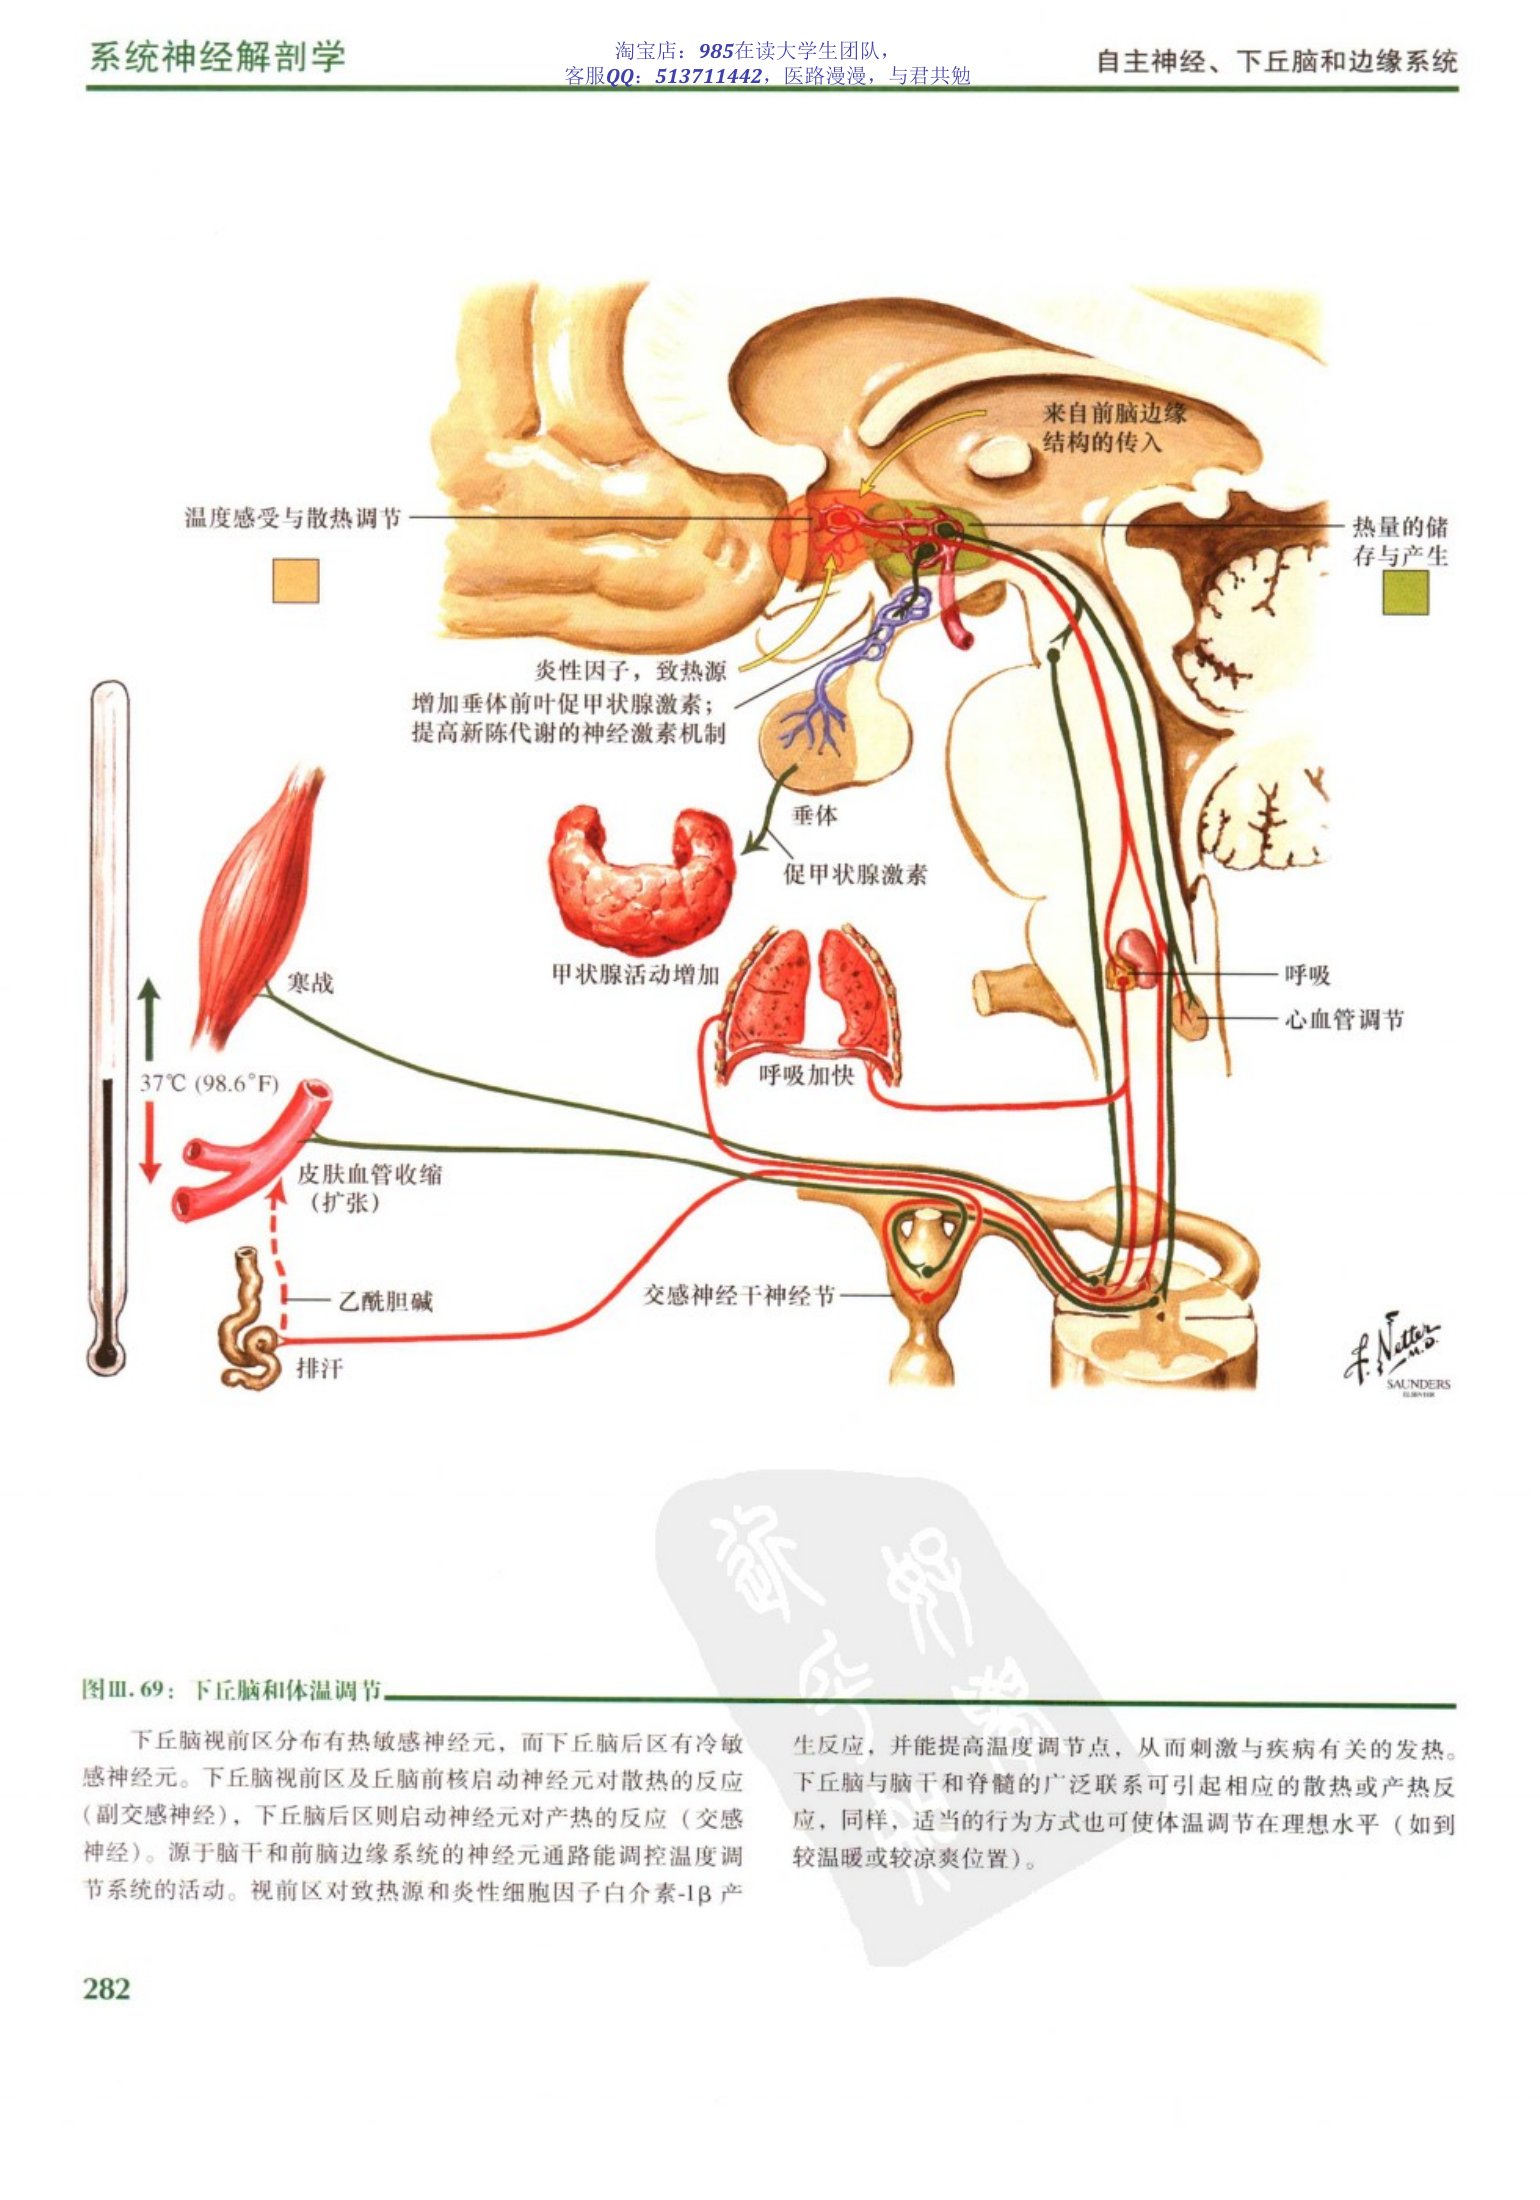 系统神经解剖学
淘宝店：985在读大学生团队，
客服QQ：513711442，医路漫漫，与君共勉
自主神经、下丘脑和边缘系统
来自前脑边缘
结构的传入
温度感受与散热调节
热量的储
存与产生
炎性因子，致热源
增加垂体前叶促甲状腺激素；
提高新陈代谢的神经激素机制
垂体
促甲状腺激素
甲状腺活动增加
寒战
呼吸
心血管调节
呼吸加快
37℃ (98.6°F)
皮肤血管收缩
（扩张）
乙酰胆碱
交感神经干神经节
排汗
F. Netter
M.D.
SAUNDERS
ELSEVIER
图Ⅲ.69：下丘脑和体温调节
下丘脑视前区分布有热敏感神经元，而下丘脑后区有冷敏
感神经元。下丘脑视前区及丘脑前核启动神经元对散热的反应
（副交感神经），下丘脑后区则启动神经元对产热的反应（交感
神经）。源于脑干和前脑边缘系统的神经元通路能调控温度调
节系统的活动。视前区对致热源和炎性细胞因子白介素-1β 产
生反应，并能提高温度调节点，从而刺激与疾病有关的发热。
下丘脑与脑干和脊髓的广泛联系可引起相应的散热或产热反
应，同样，适当的行为方式也可使体温调节在理想水平（如到
较温暖或较凉爽位置）。
282